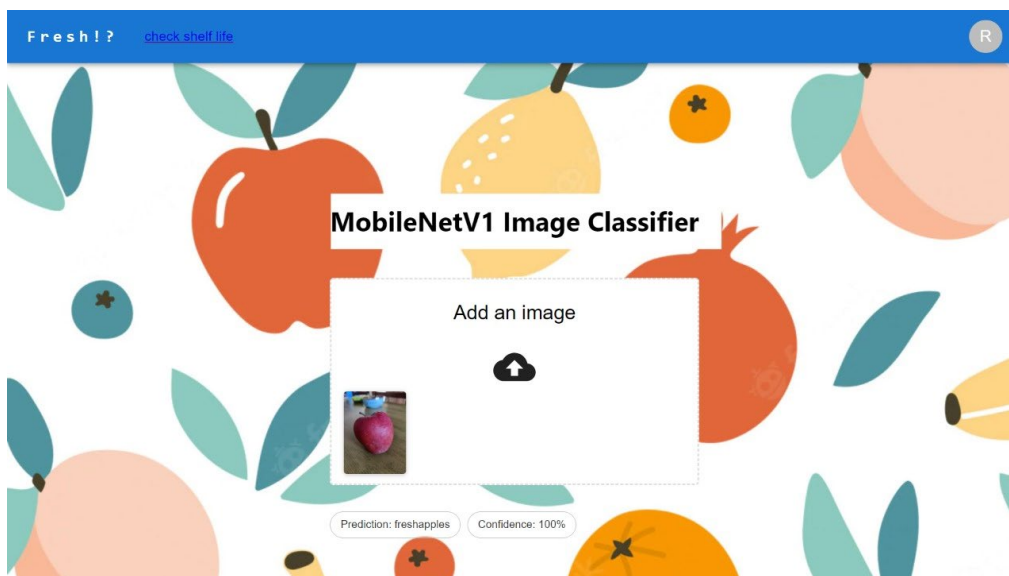 Fresh!? check shelf life R
MobileNetV1 Image Classifier
Add an image
Prediction: freshapples Confidence: 100%